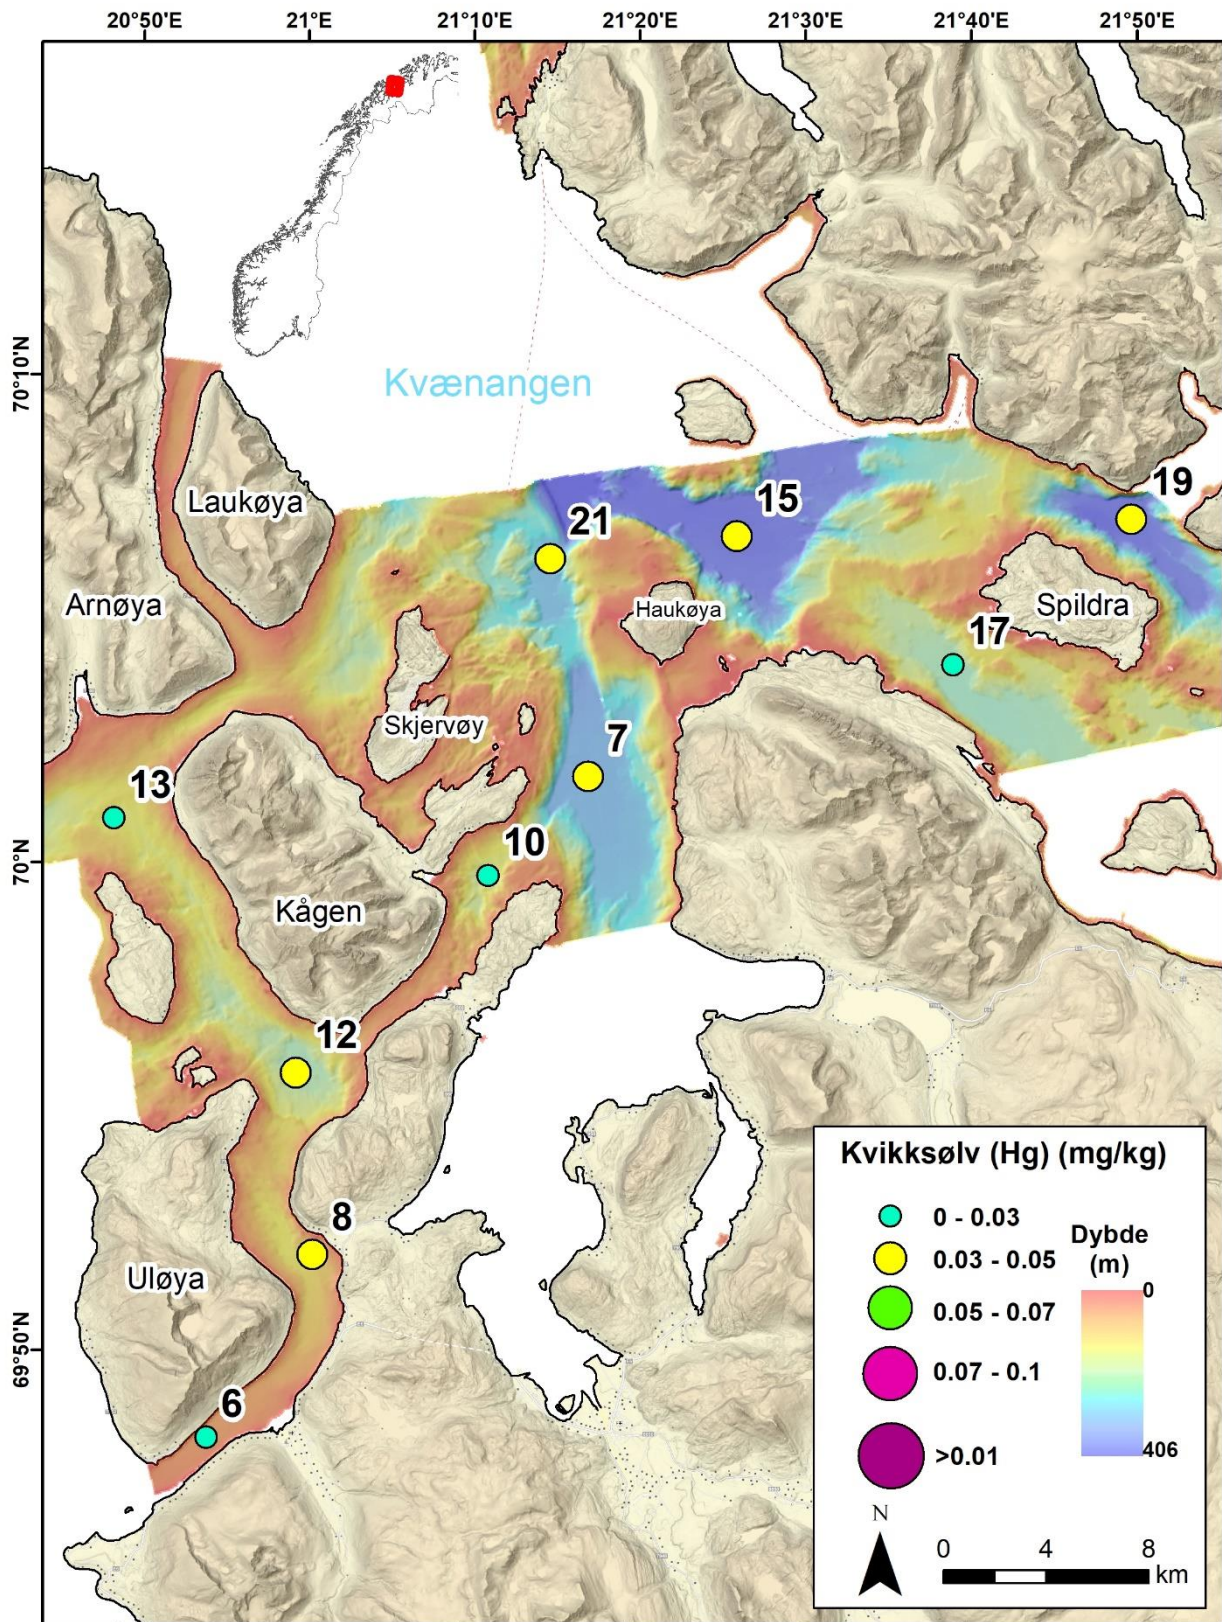 20°50'E 21°E 21°10'E 21°20'E 21°30'E 21°40'E 21°50'E
70°10'N
Kvænangen
Laukøya
15
19
21
Arnøya
Haukøya
Spildra
17
Skjervøy
7
13
10
70°N
Kågen
12
8
Uløya
69°50'N
6
Kvikksølv (Hg) (mg/kg)
0 - 0.03
0.03 - 0.05
0.05 - 0.07
0.07 - 0.1
>0.01
Dybde
(m)
0
406
N
0 4 8
km